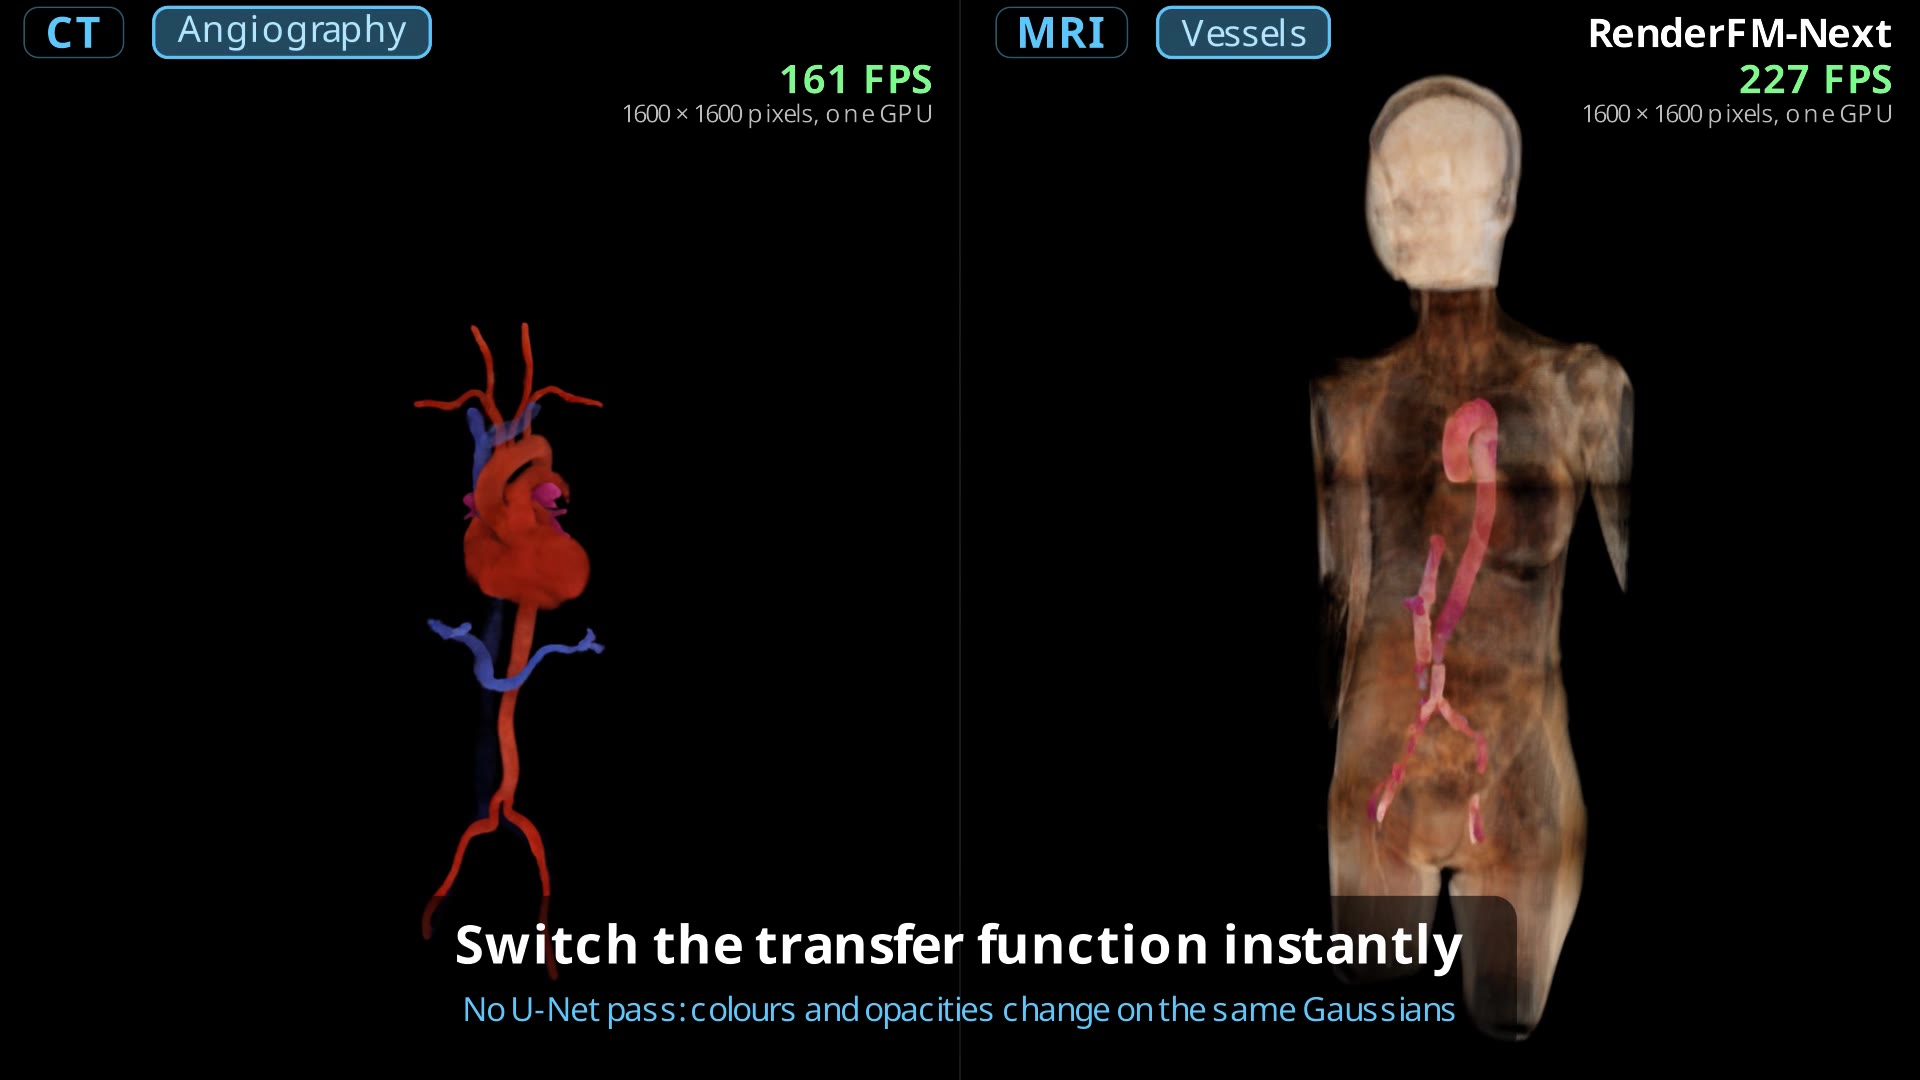 CT Angiography
161 FPS
1600 × 1600 pixels, one GPU
MRI Vessels
RenderFM-Next
227 FPS
1600 × 1600 pixels, one GPU
Switch the transfer function instantly
No U-Net pass: colours and opacities change on the same Gaussians